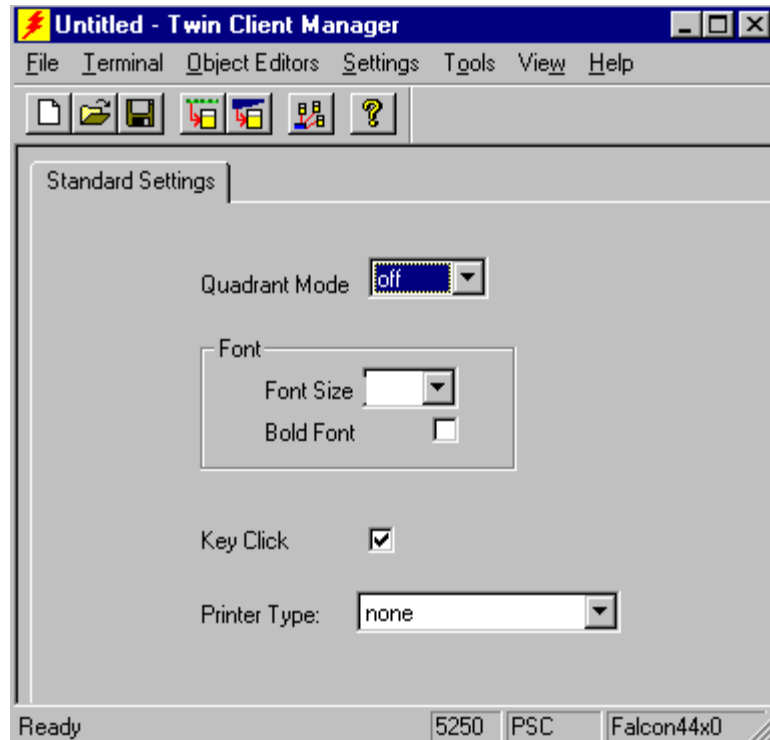 Untitled - Twin Client Manager
File Terminal Object Editors Settings Tools View Help
Standard Settings
Quadrant Mode off
Font
Font Size
Bold Font
Key Click
Printer Type: none
Ready 5250 PSC Falcon44x0